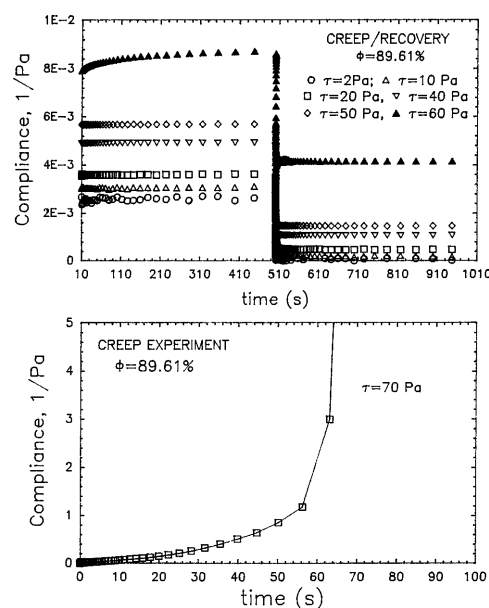 CREEP/RECOVERY
ϕ=89.61%
○ τ=2Pa; △ τ=10 Pa
□ τ=20 Pa, ▽ τ=40 Pa
◇ τ=50 Pa, ▲ τ=60 Pa
Compliance, 1/Pa
1E-2
8E-3
6E-3
4E-3
2E-3
0
10 110 210 310 410 510 610 710 810 910 1010
time (s)
CREEP EXPERIMENT
ϕ=89.61%
τ=70 Pa
Compliance, 1/Pa
5
4
3
2
1
0
0 10 20 30 40 50 60 70 80 90 100
time (s)